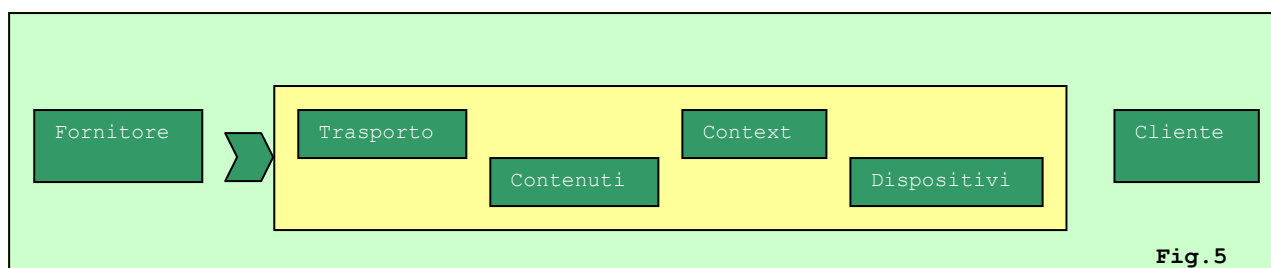 Fornitore
Trasporto
Context
Cliente
Contenuti
Dispositivi
Fig.5